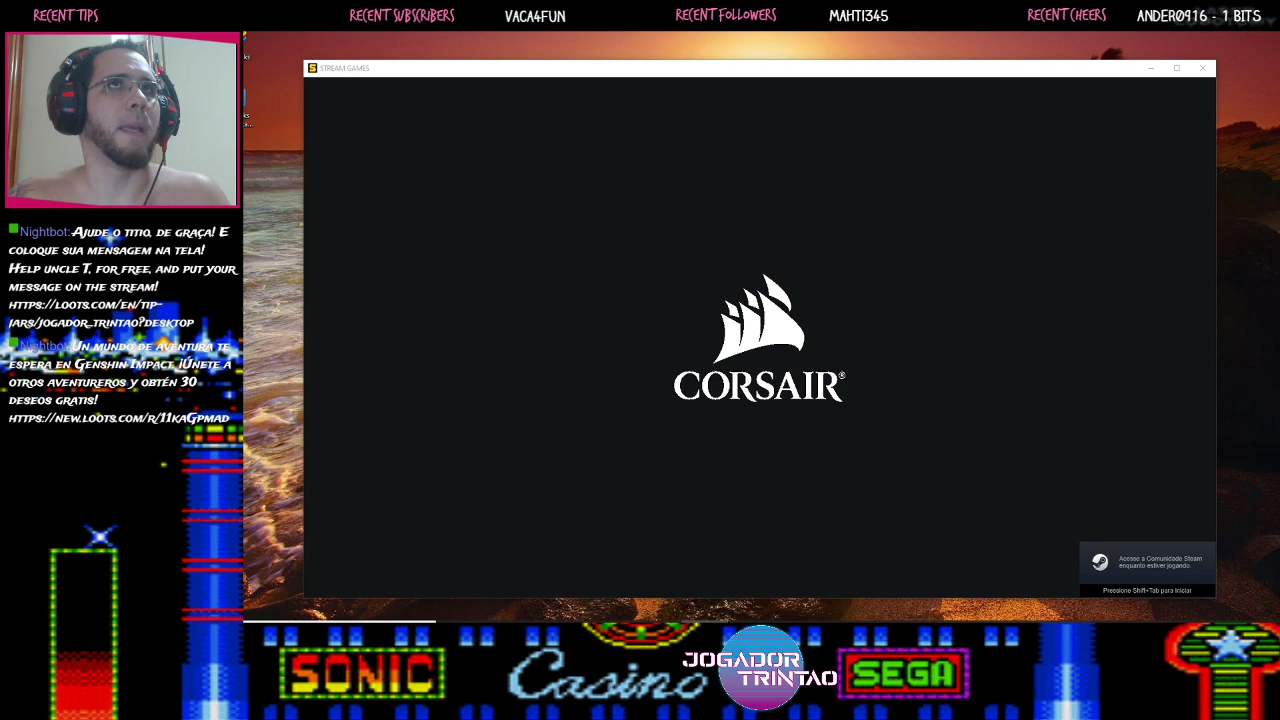 RECENT TIPS
RECENT SUBSCRIBERS
VACA4FUN
RECENT FOLLOWERS
MAHTI345
RECENT CHEERS
ANDER0916 - 1 BITS
STREAM GAMES
Nightbot: Ajude o titio, de graça! E
coloque sua mensagem na tela!
Help uncle T. for free, and put your
message on the stream!
https://loots.com/en/tip-
jars/jogador_trintao?desktop
Nightbot: Un mundo de aventura te
espera en Genshin Impact ¡Únete a
otros aventureros y obtén 30
deseos gratis!
https://new.loots.com/r/11kaGpmad
CORSAIR®
Acesse a Comunidade Steam
enquanto estiver jogando.
Pressione Shift+Tab para iniciar
SONIC
Casino
JOGADOR
TRINTAO
SEGA